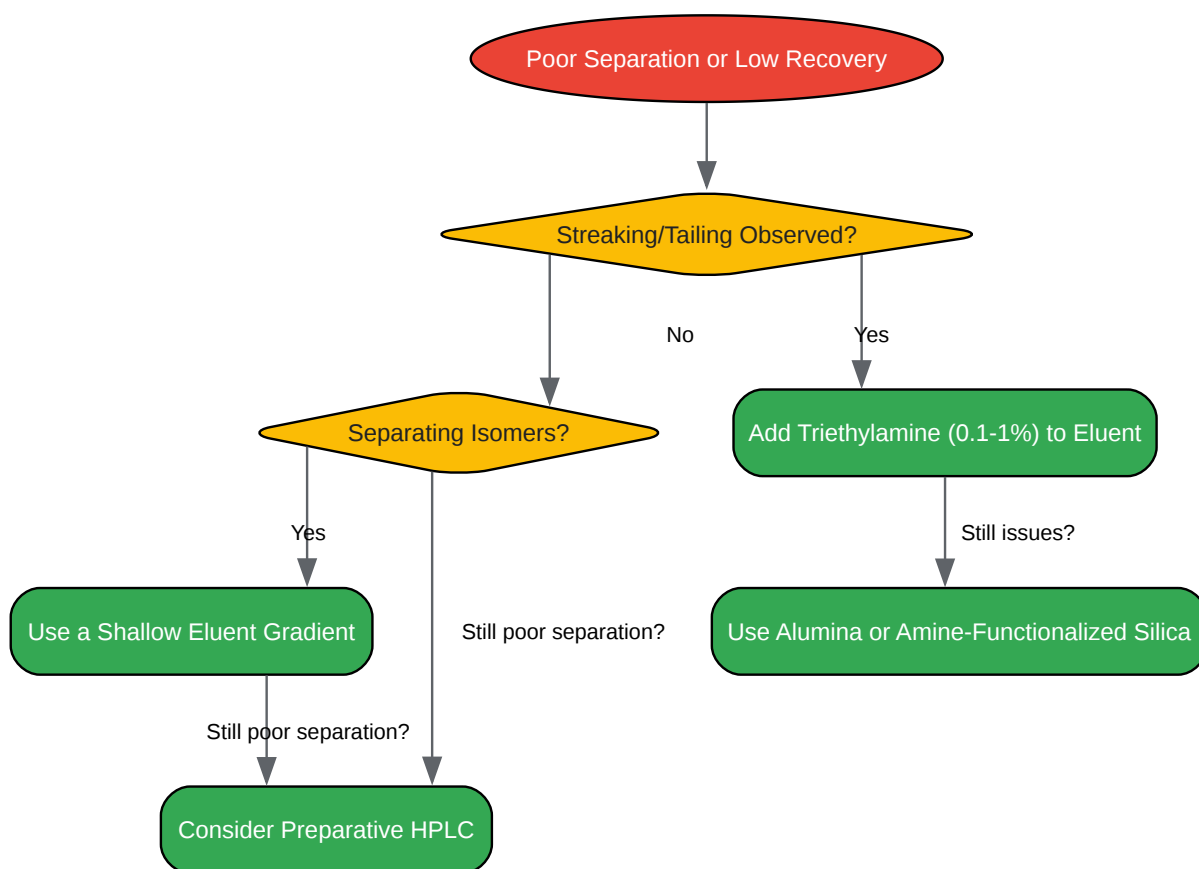 Poor Separation or Low Recovery
Streaking/Tailing Observed?
No
Yes
Separating Isomers?
Add Triethylamine (0.1-1%) to Eluent
Yes
Still issues?
Use a Shallow Eluent Gradient
Still poor separation?
Use Alumina or Amine-Functionalized Silica
Still poor separation?
Consider Preparative HPLC